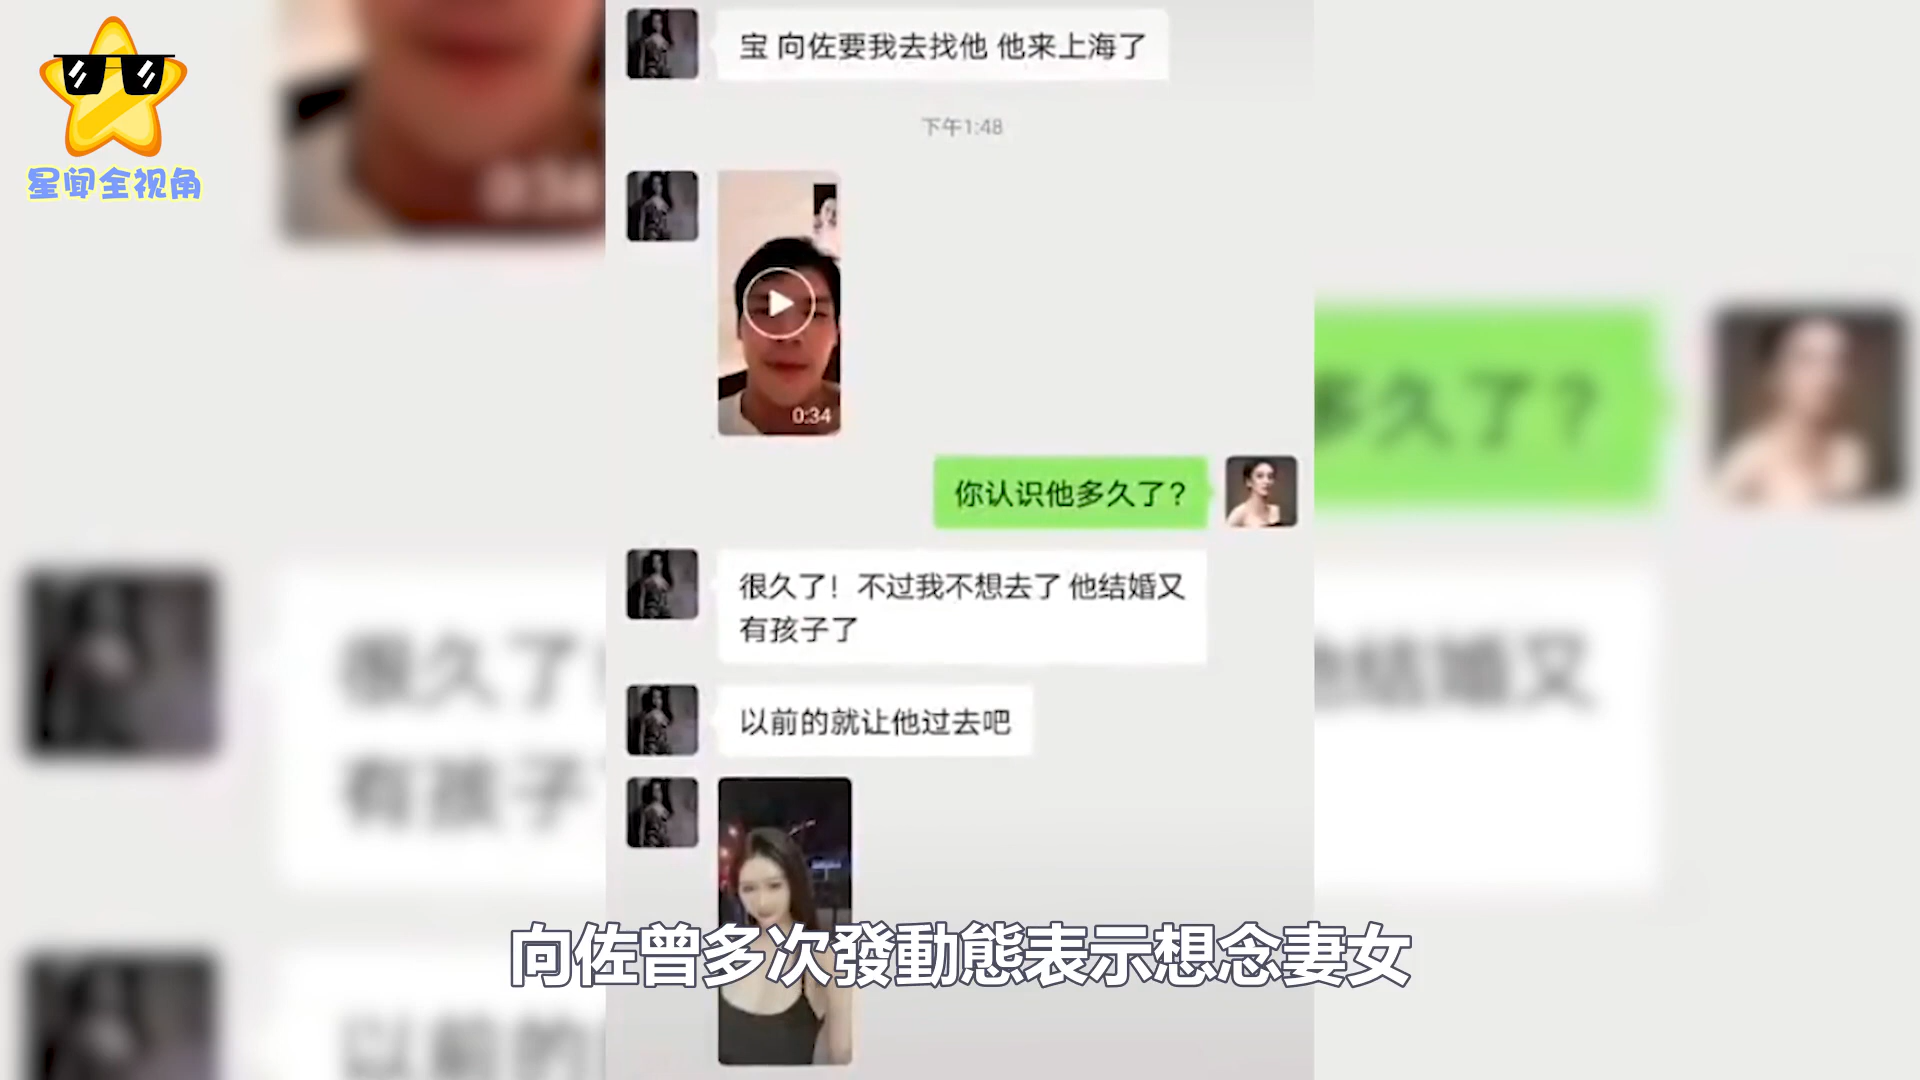 星闻全视角
宝 向佐要我去找他 他来上海了
下午1:48
0:34
你认识他多久了？
很久了！不过我不想去了 他结婚又
有孩子了
以前的就让他过去吧
向佐曾多次發動態表示想念妻女